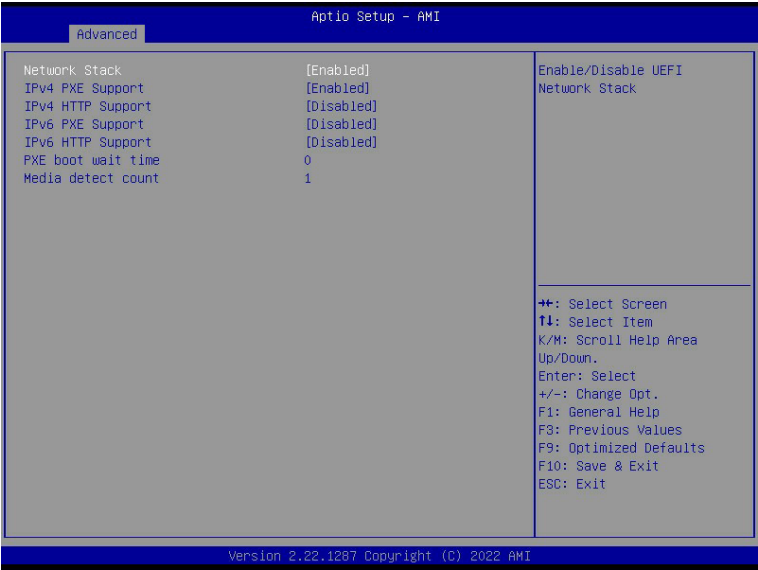 Aptio Setup – AMI
Advanced
Network Stack [Enabled]
IPv4 PXE Support [Enabled]
IPv4 HTTP Support [Disabled]
IPv6 PXE Support [Disabled]
IPv6 HTTP Support [Disabled]
PXE boot wait time 0
Media detect count 1
Enable/Disable UEFI
Network Stack
→←: Select Screen
↑↓: Select Item
K/M: Scroll Help Area
Up/Down.
Enter: Select
+/-: Change Opt.
F1: General Help
F3: Previous Values
F9: Optimized Defaults
F10: Save & Exit
ESC: Exit
Version 2.22.1287 Copyright (C) 2022 AMI